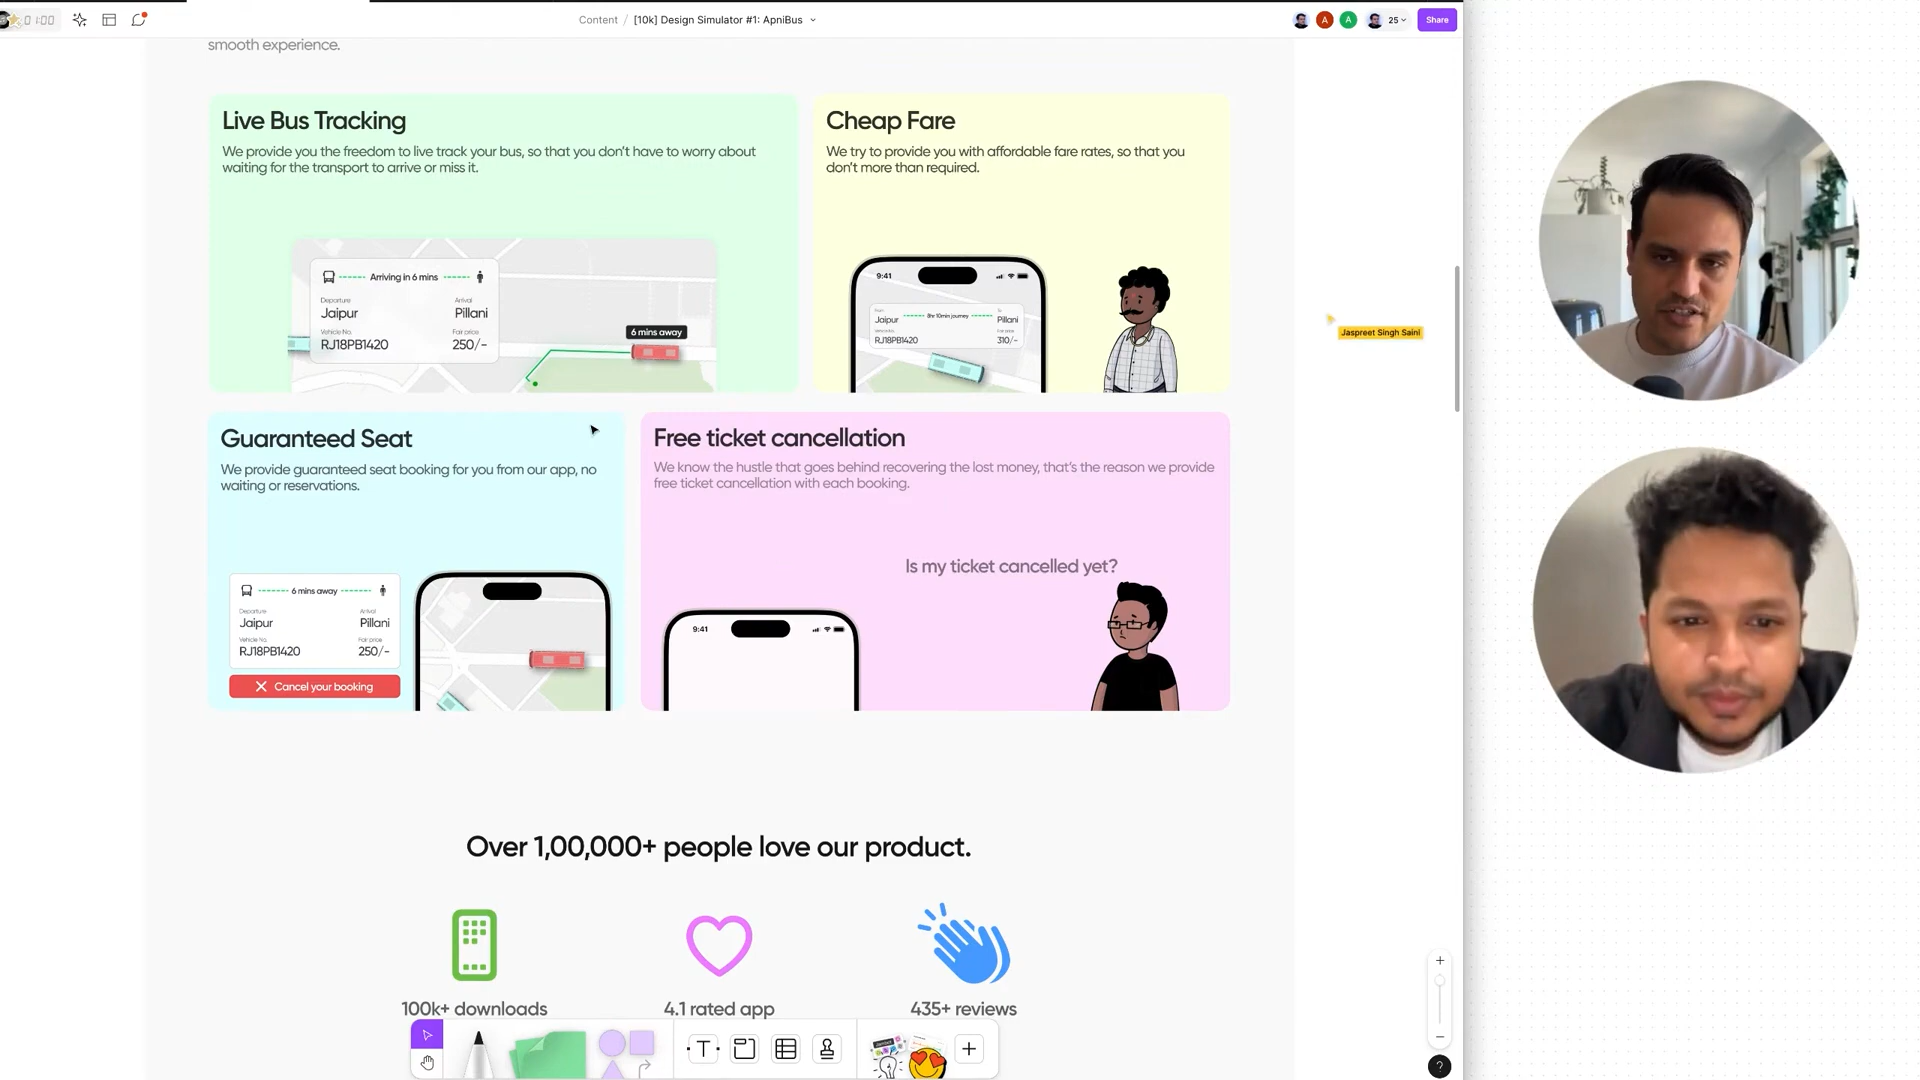 0 1:00
Content / [10k] Design Simulator #1: ApniBus
A
A
25
Share
smooth experience.
Live Bus Tracking
We provide you the freedom to live track your bus, so that you don't have to worry about
waiting for the transport to arrive or miss it.
Arriving in 6 mins
Departure
Arrival
Jaipur
Pillani
Vehicle No.
Fair price
RJ18PB1420
250/-
6 mins away
Cheap Fare
We try to provide you with affordable fare rates, so that you
don't more than required.
9:41
Jaipur
8hr 10min journey
Pillani
RJ18PB1420
310/-
Jaspreet Singh Saini
Guaranteed Seat
We provide guaranteed seat booking for you from our app, no
waiting or reservations.
6 mins away
Departure
Arrival
Jaipur
Pillani
Vehicle No.
Fair price
RJ18PB1420
250/-
Cancel your booking
Free ticket cancellation
We know the hustle that goes behind recovering the lost money, that's the reason we provide
free ticket cancellation with each booking.
Is my ticket cancelled yet?
9:41
Over 1,00,000+ people love our product.
100k+ downloads
4.1 rated app
435+ reviews
T
?